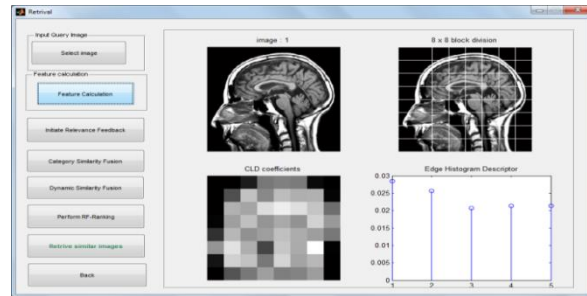 Retrival
Input Query Image
Select image
Feature calculation
Feature Calculation
Initiate Relevance Feedback
Category Similarity Fusion
Dynamic Similarity Fusion
Perform RF-Ranking
Retrive similar images
Back
image : 1
8 x 8 block division
CLD coefficients
Edge Histogram Descriptor
0.03
0.025
0.02
0.015
0.01
0.005
0
1 2 3 4 5